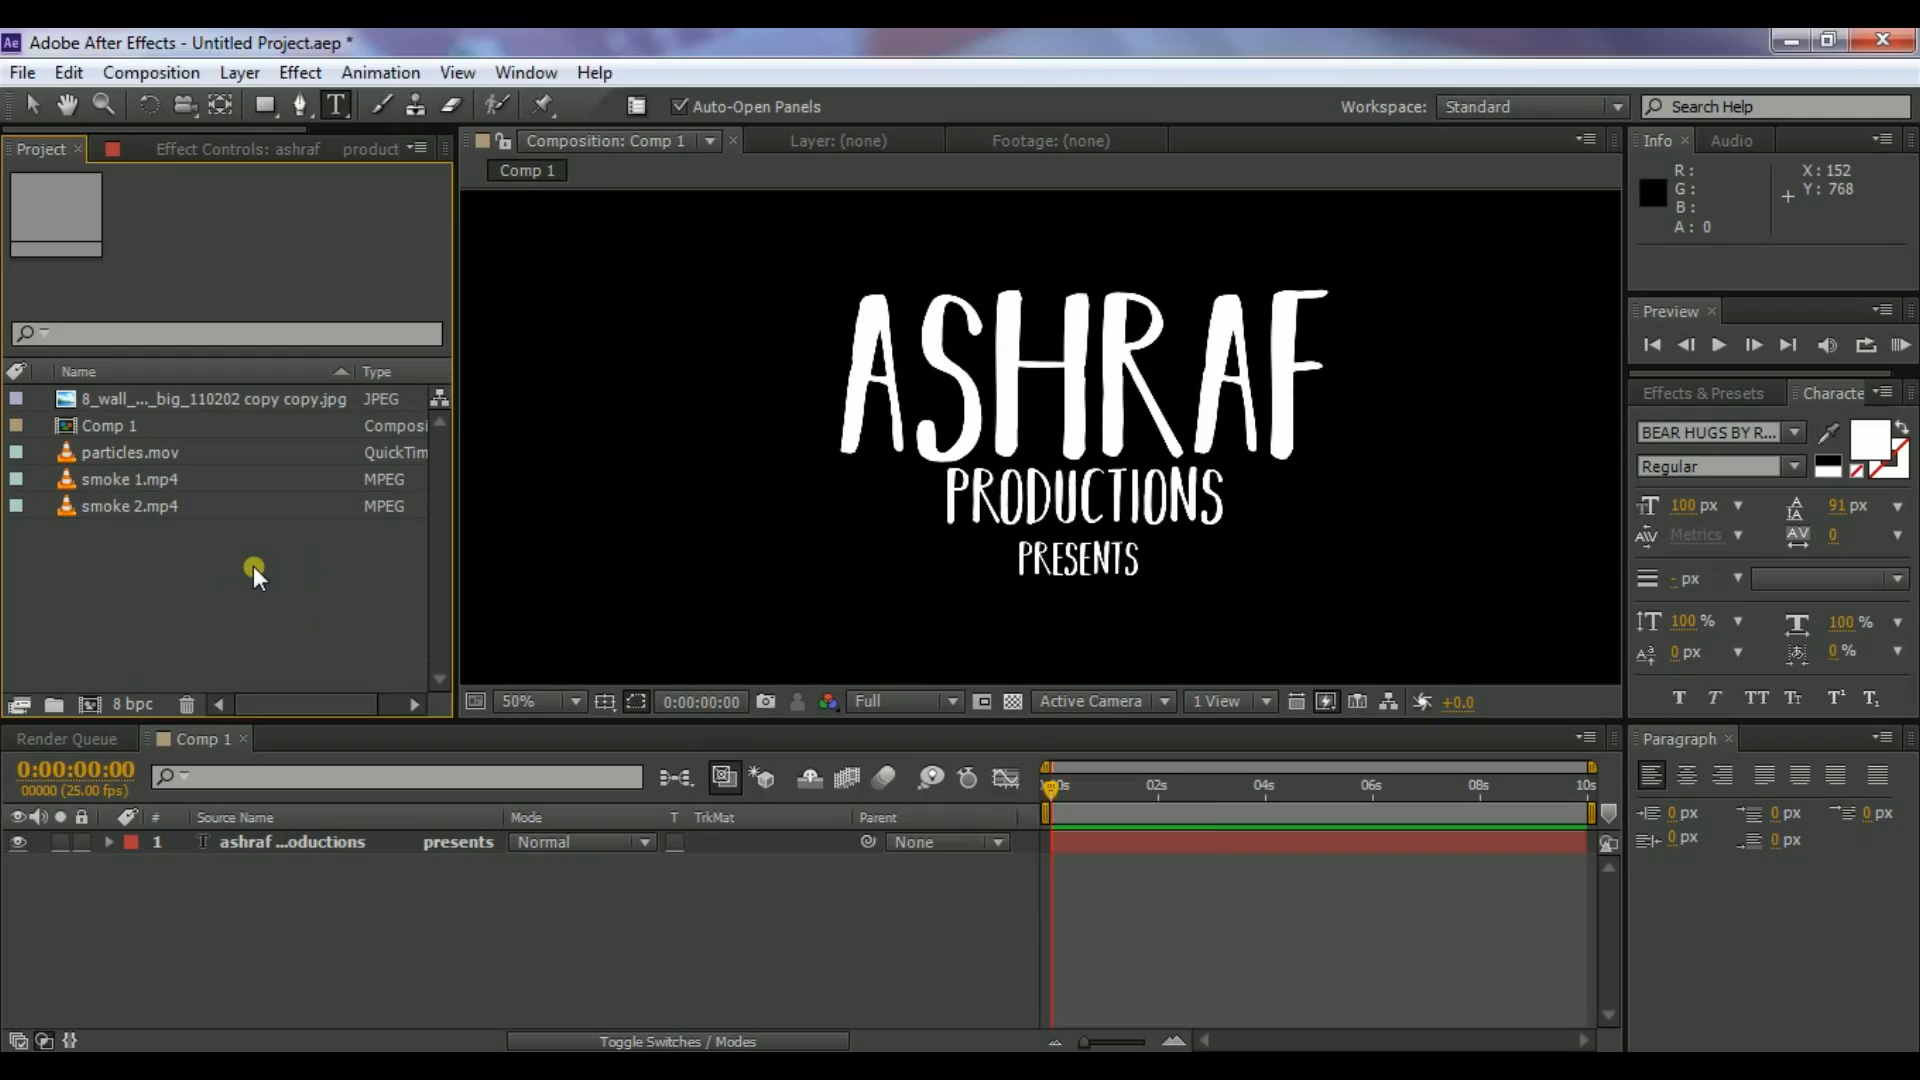 Ae Adobe After Effects - Untitled Project.aep *
File Edit Composition Layer Effect Animation View Window Help
Auto-Open Panels
Workspace: Standard
Search Help
Project
Effect Controls: ashraf product
Composition: Comp 1
Layer: (none)
Footage: (none)
Comp 1
Info Audio
R:
G:
B:
A: 0
X: 152
Y: 768
ASHRAF
PRODUCTIONS
PRESENTS
Preview
Name Type
8_wall_..._big_110202 copy copy.jpg JPEG
Comp 1 Composi
particles.mov QuickTim
smoke 1.mp4 MPEG
smoke 2.mp4 MPEG
8 bpc
Effects & Presets Characte
BEAR HUGS BY R...
Regular
100 px 91 px
Metrics 0
- px
100 % 100 %
0 px 0 %
T T TT Tr T¹ T₁
50% 0:00:00:00 Full Active Camera 1 View +0.0
Render Queue Comp 1
0:00:00:00
00000 (25.00 fps)
02s 04s 06s 08s 10s
# Source Name Mode T TrkMat Parent
1 T ashraf ...oductions presents Normal None
Toggle Switches / Modes
Paragraph
0 px 0 px 0 px
0 px 0 px